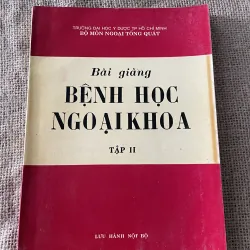 TRƯỜNG ĐẠI HỌC Y DƯỢC TP HỒ CHÍ MINH
BỘ MÔN NGOẠI TỔNG QUÁT
Bài giảng
BỆNH HỌC
NGOẠI KHOA
TẬP II
LƯU HÀNH NỘI BỘ